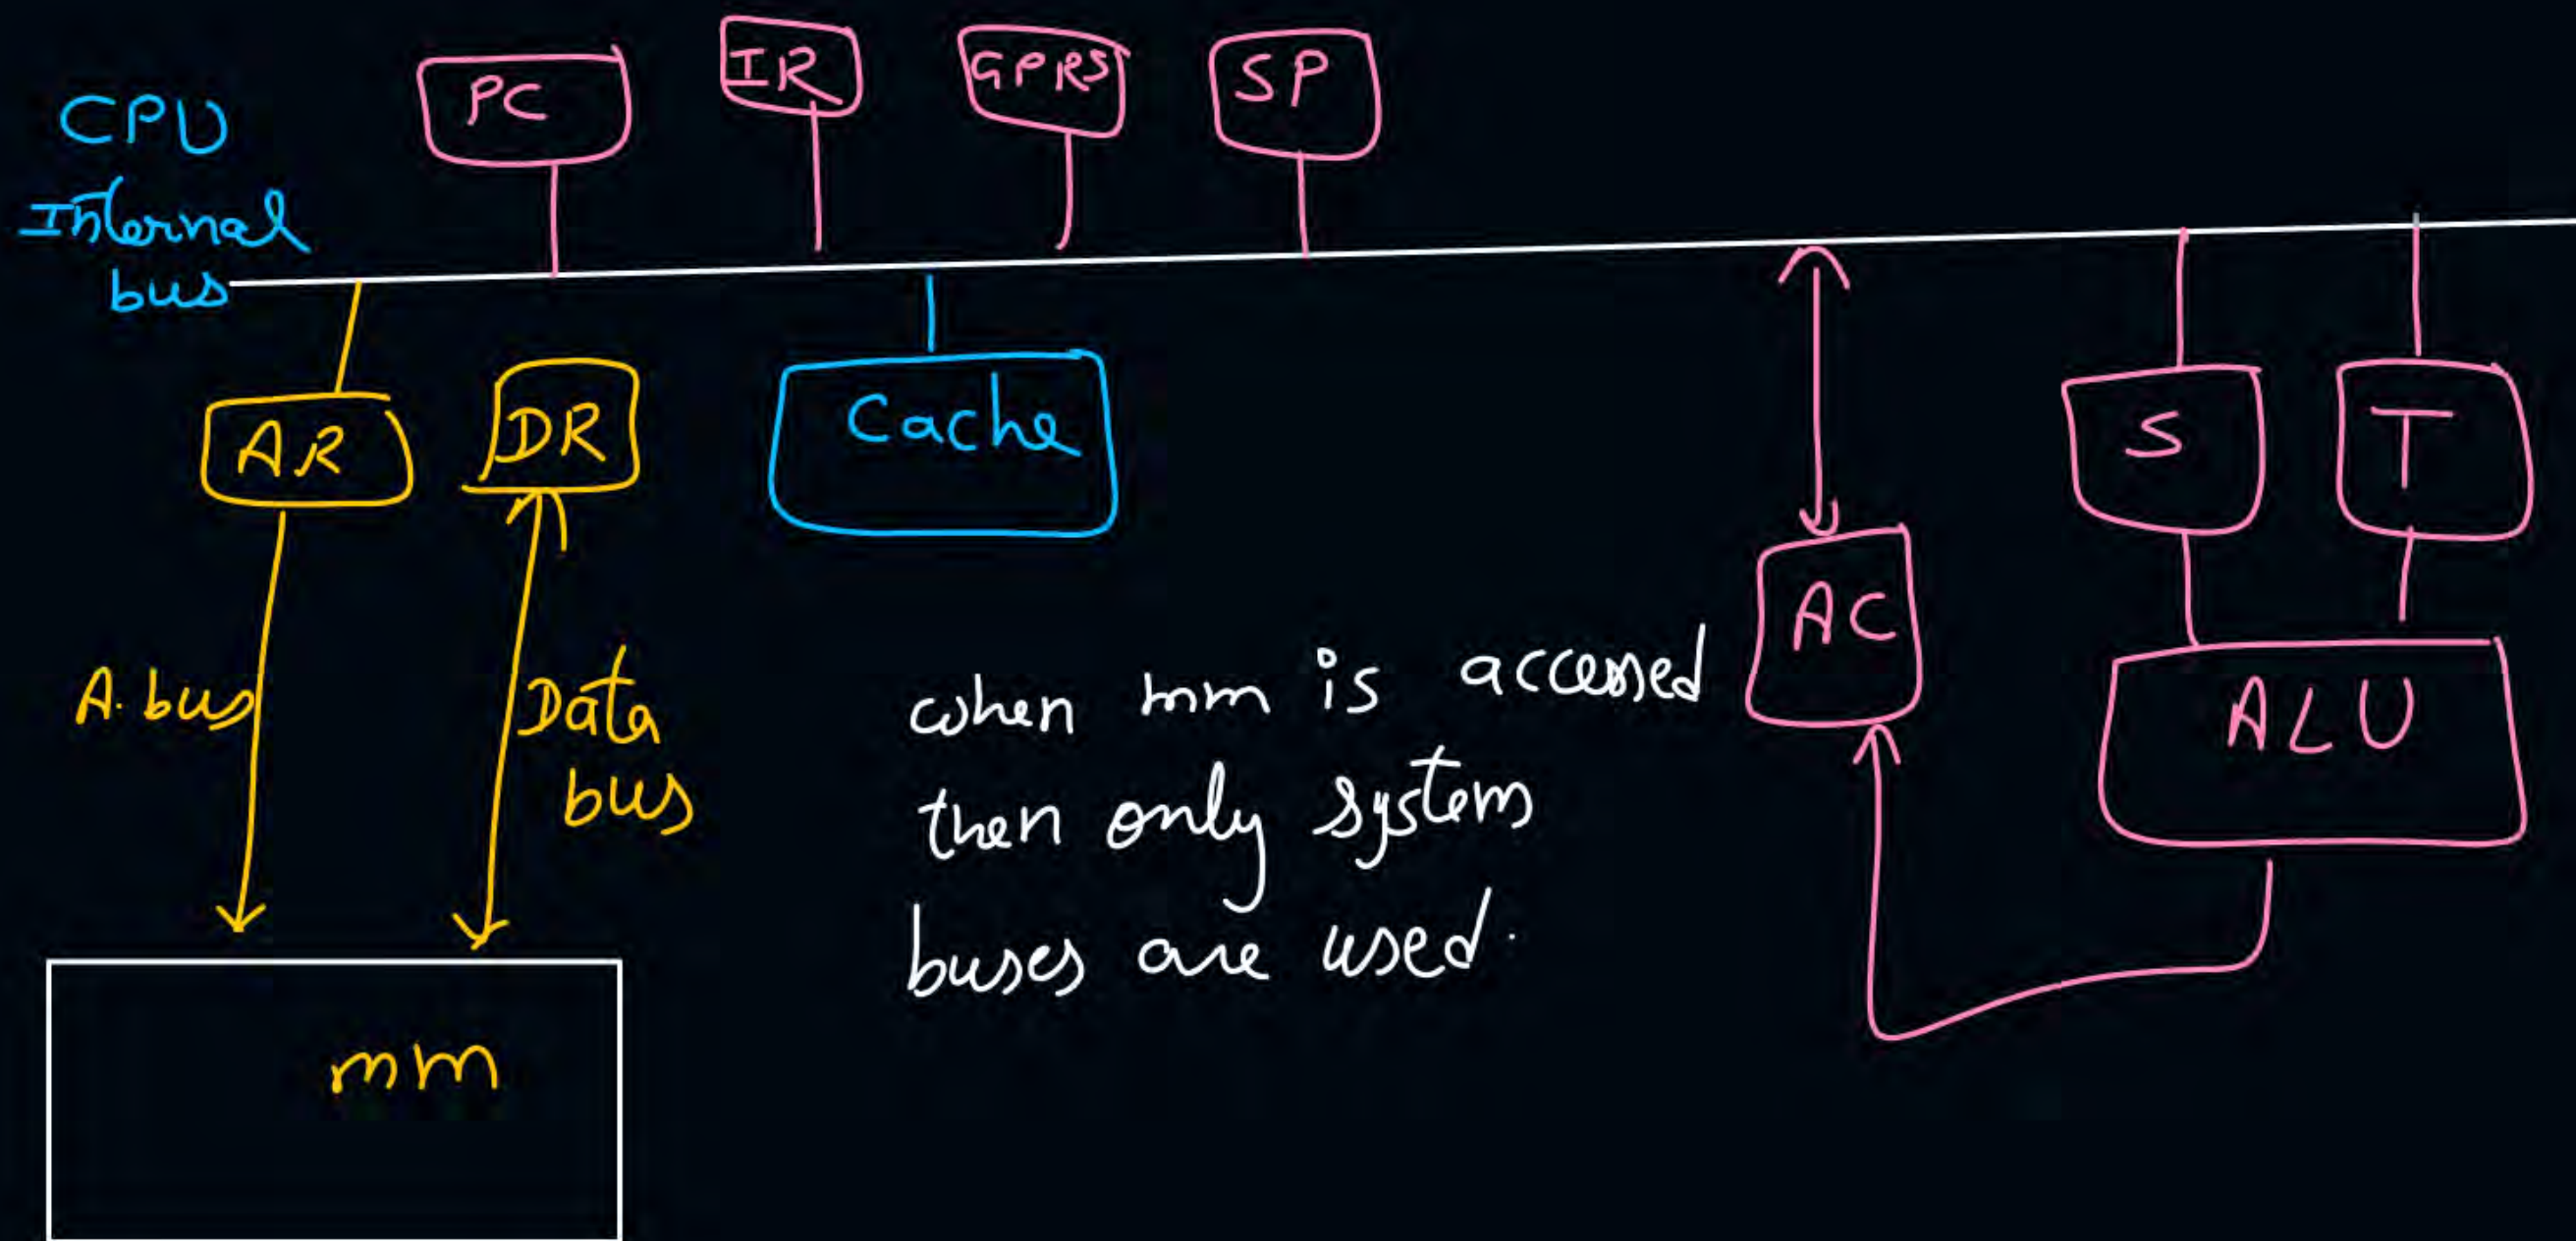 CPU
Internal
bus
PC
IR
GPRS
SP
AR
DR
Cache
S
T
AC
ALU
A. bus
Data
bus
when mm is accessed
then only system
buses are used.
mm